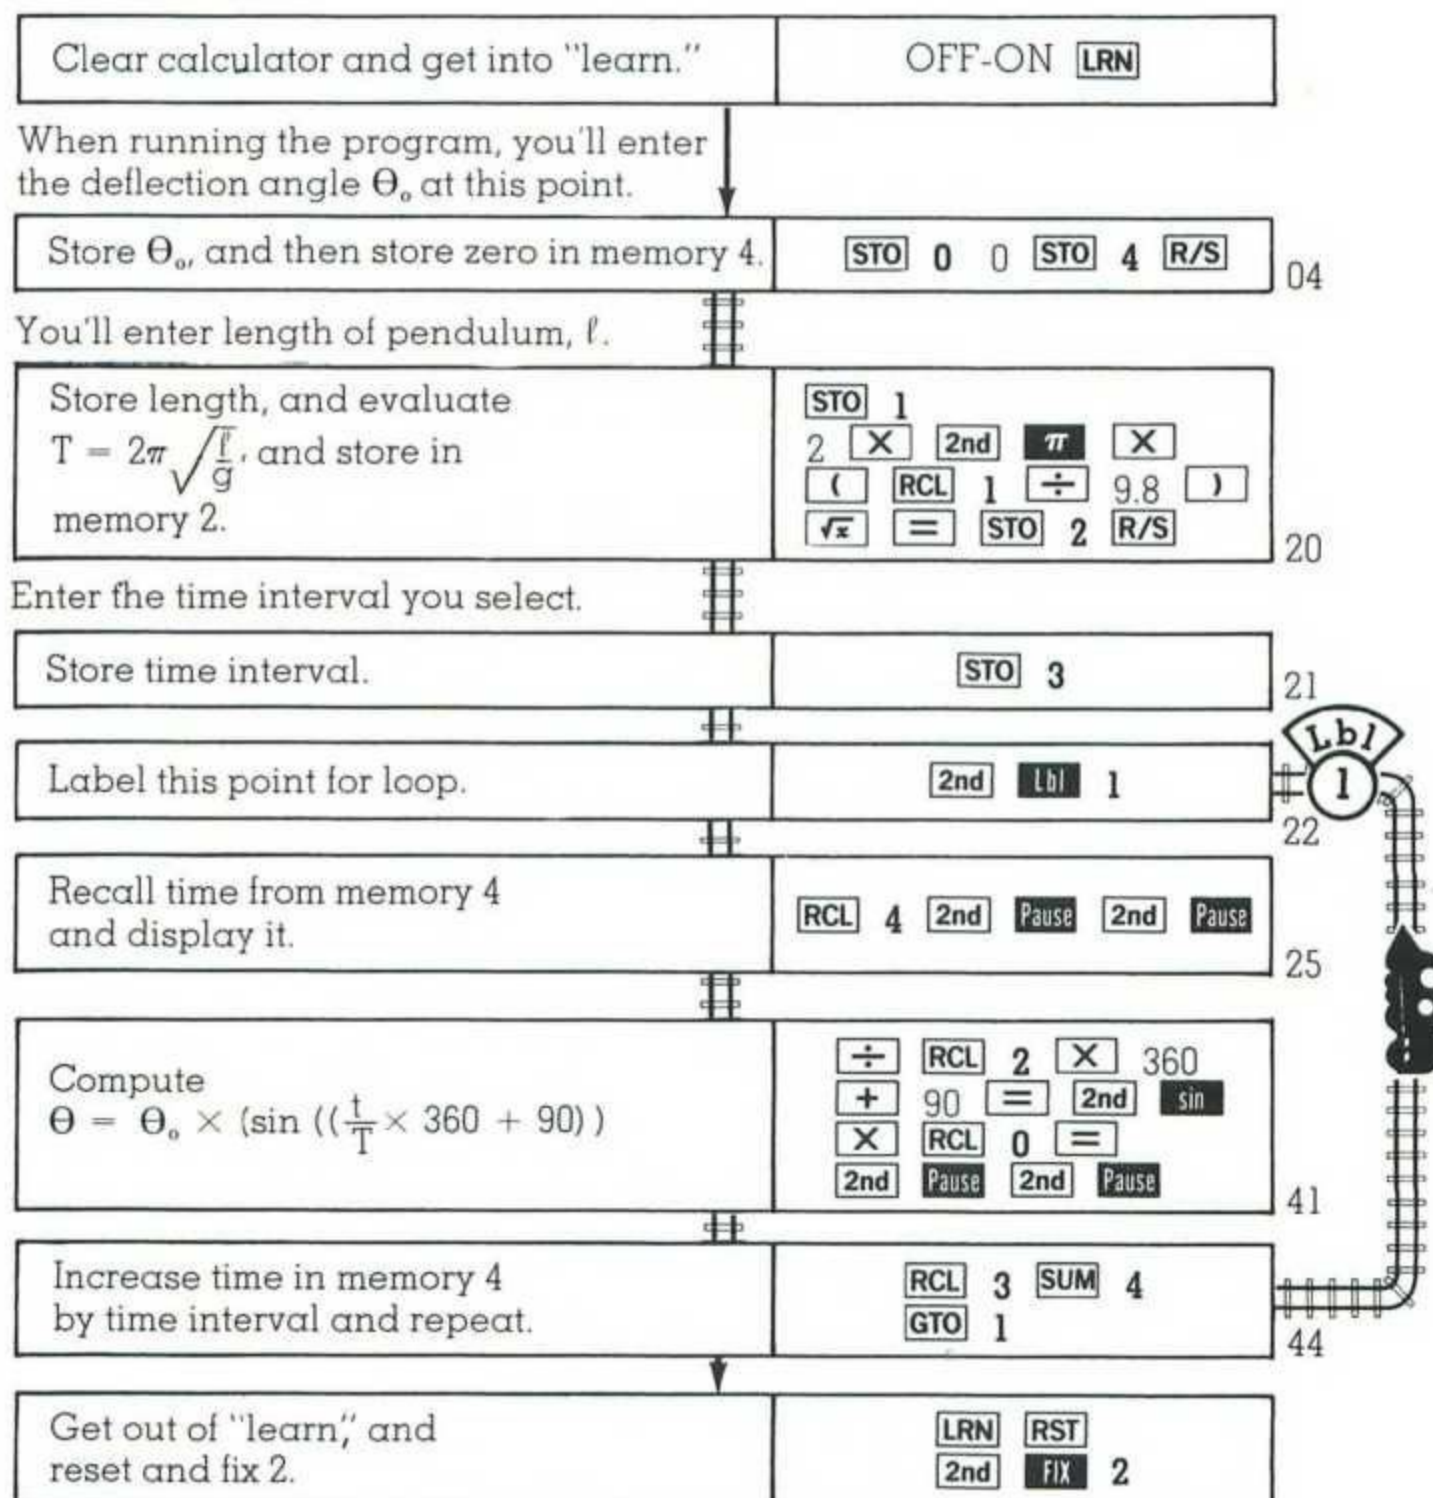 Clear calculator and get into "learn."
OFF-ON LRN
When running the program, you'll enter
the deflection angle Θₒ at this point.
Store Θₒ, and then store zero in memory 4.
STO 0 0 STO 4 R/S
04
You'll enter length of pendulum, ℓ.
Store length, and evaluate
T = 2π √(ℓ/g), and store in
memory 2.
STO 1
2 × 2nd π ×
( RCL 1 ÷ 9.8 )
√x = STO 2 R/S
20
Enter the time interval you select.
Store time interval.
STO 3
21
Label this point for loop.
2nd Lbl 1
22
Lbl
1
Recall time from memory 4
and display it.
RCL 4 2nd Pause 2nd Pause
25
Compute
Θ = Θₒ × (sin ((t/T × 360 + 90) )
÷ RCL 2 × 360
+ 90 = 2nd sin
× RCL 0 =
2nd Pause 2nd Pause
41
Increase time in memory 4
by time interval and repeat.
RCL 3 SUM 4
GTO 1
44
Get out of "learn," and
reset and fix 2.
LRN RST
2nd FIX 2